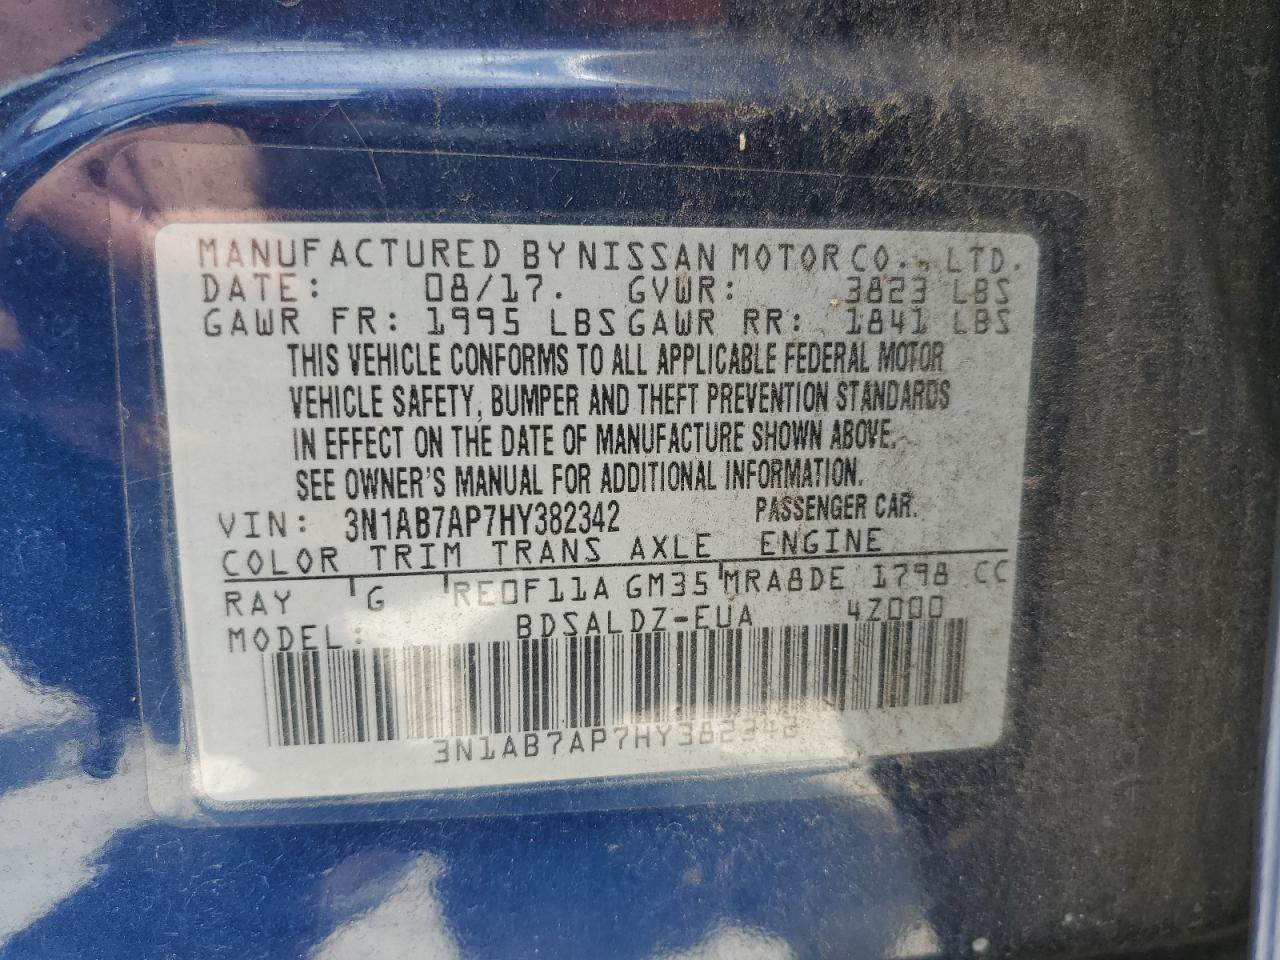 MANUFACTURED BY NISSAN MOTOR CO., LTD.
DATE: 08/17. GVWR: 3823 LBS
GAWR FR: 1995 LBS GAWR RR: 1841 LBS
THIS VEHICLE CONFORMS TO ALL APPLICABLE FEDERAL MOTOR
VEHICLE SAFETY, BUMPER AND THEFT PREVENTION STANDARDS
IN EFFECT ON THE DATE OF MANUFACTURE SHOWN ABOVE.
SEE OWNER'S MANUAL FOR ADDITIONAL INFORMATION.
VIN: 3N1AB7AP7HY382342 PASSENGER CAR.
COLOR TRIM TRANS AXLE ENGINE
RAY G RE0F11A GM35 MRA8DE 1798 CC
MODEL: BDSALDZ-EUA 4Z000
3N1AB7AP7HY382342